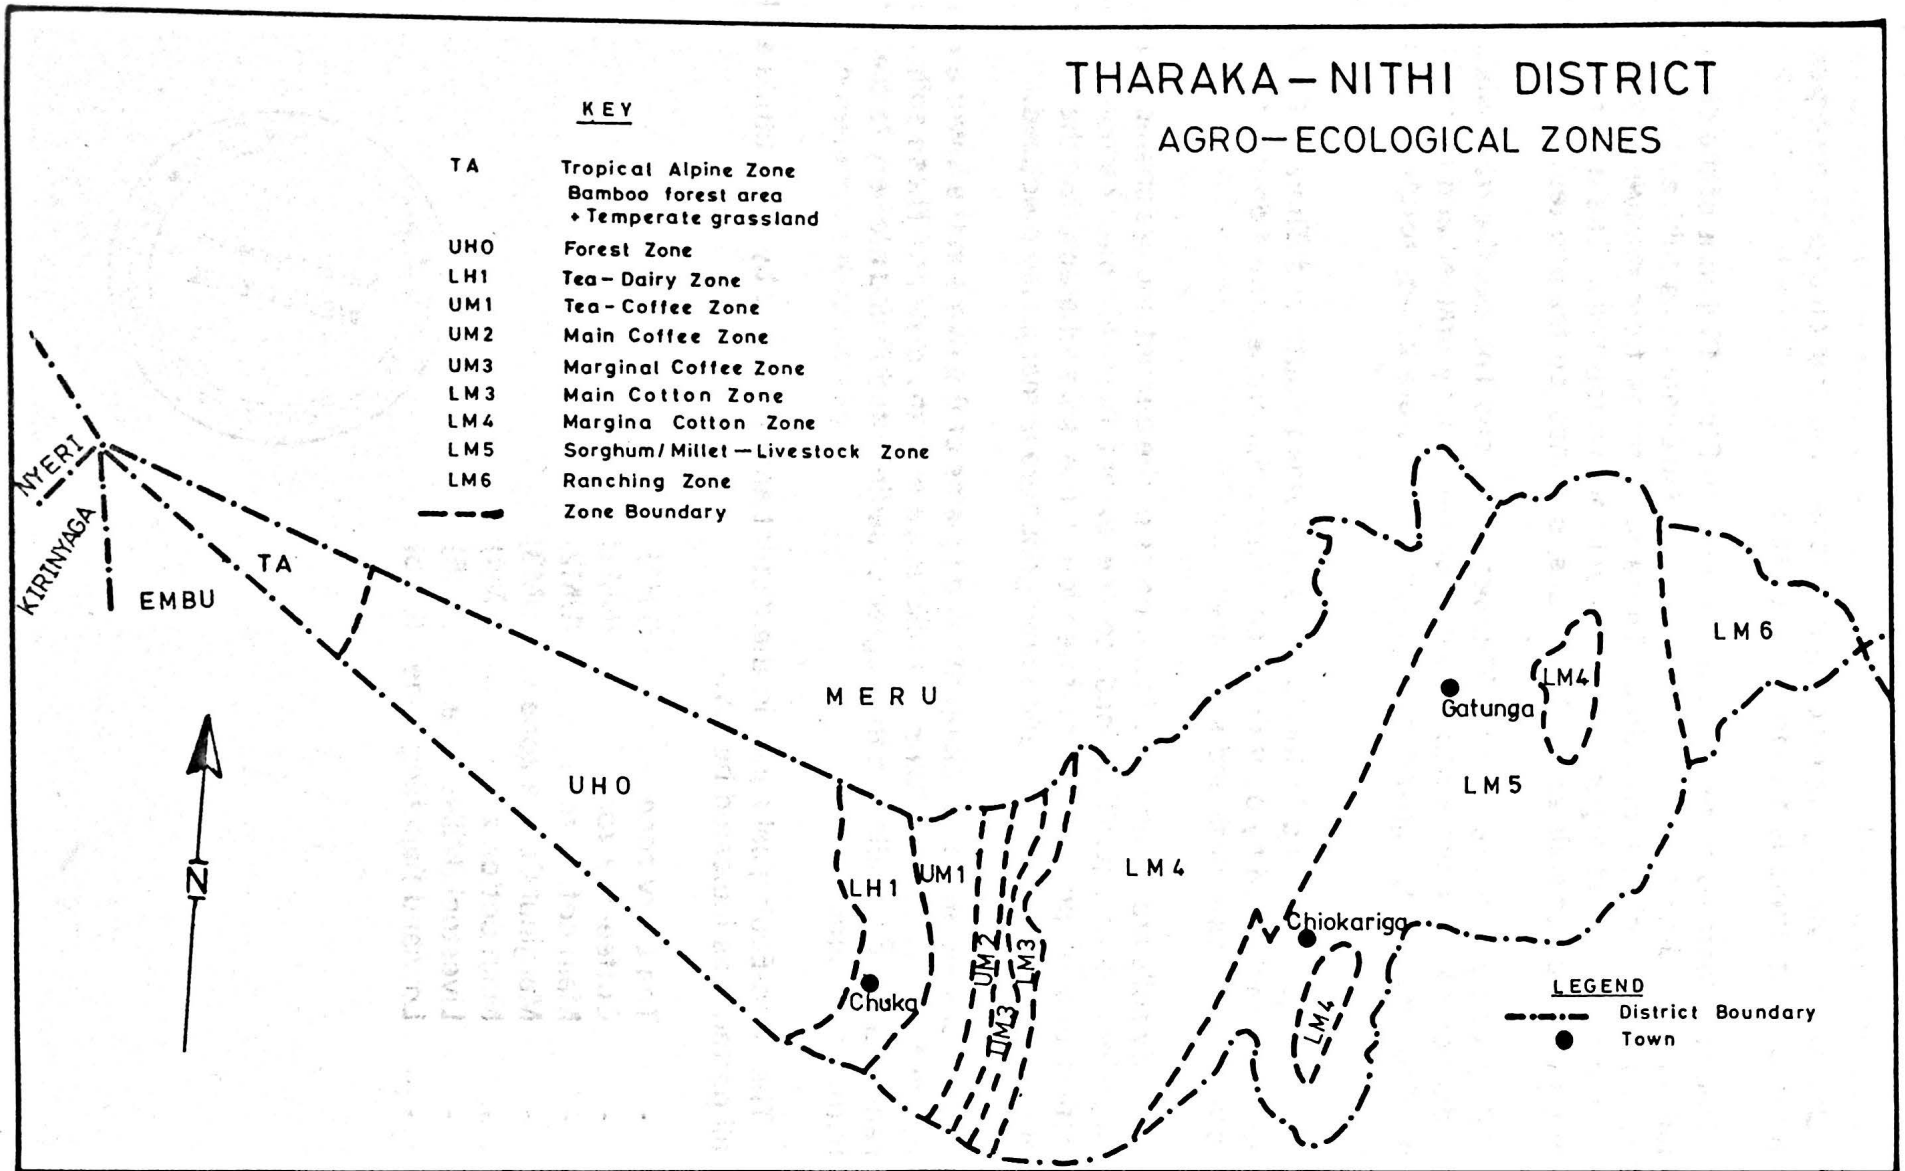 THARAKA-NITHI DISTRICT
AGRO-ECOLOGICAL ZONES
KEY
TA Tropical Alpine Zone
Bamboo forest area
+ Temperate grassland
UHO Forest Zone
LH1 Tea-Dairy Zone
UM1 Tea-Coffee Zone
UM2 Main Coffee Zone
UM3 Marginal Coffee Zone
LM3 Main Cotton Zone
LM4 Margina Cotton Zone
LM5 Sorghum/Millet-Livestock Zone
LM6 Ranching Zone
Zone Boundary
NYERI
KIRINYAGA
EMBU
TA
MERU
UHO
LH1
UM1
UM2
UM3
LM3
LM4
LM5
LM4
LM6
LM4
Gatunga
Chiokariga
Chuka
N
LEGEND
District Boundary
Town